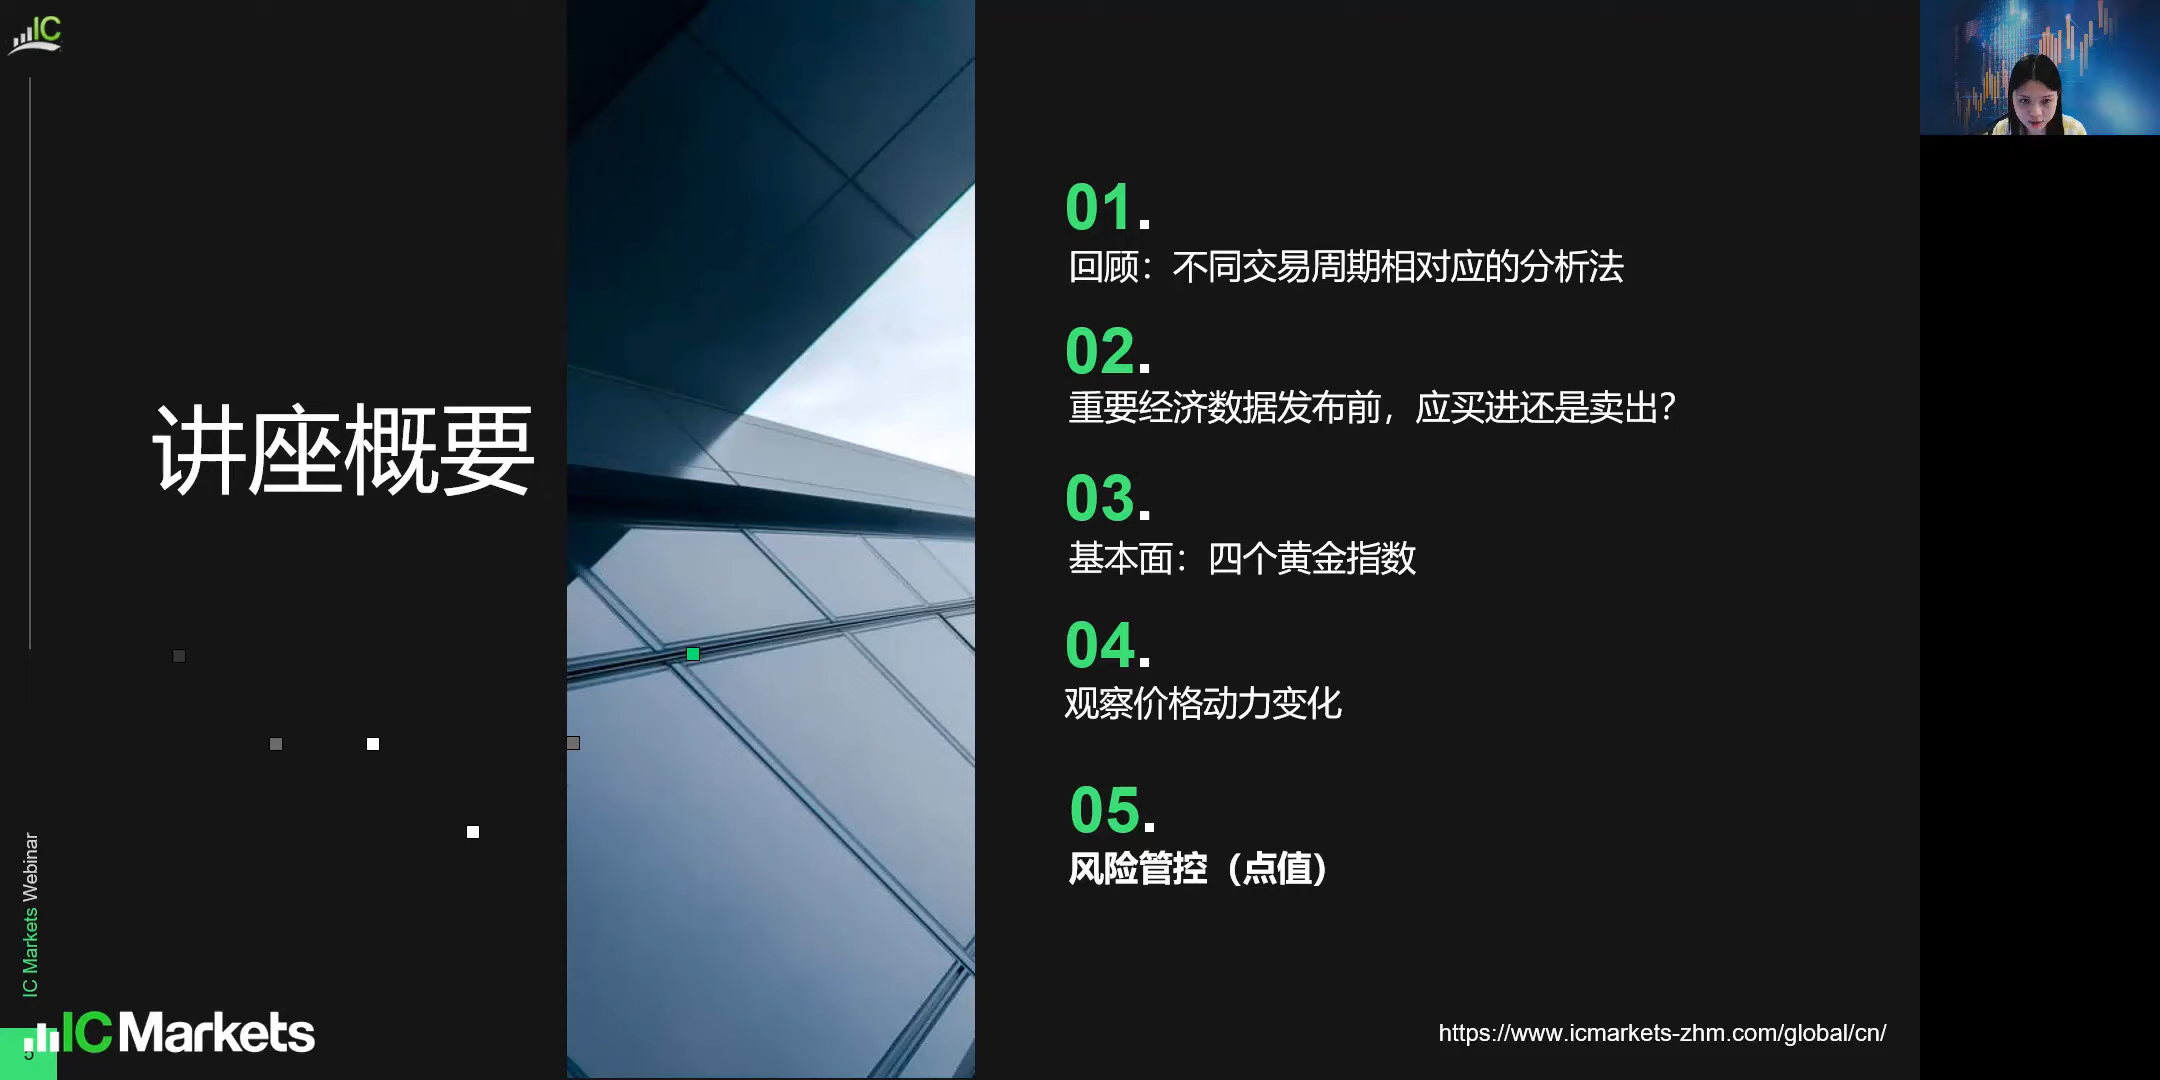 IC
讲座概要
01.
回顾：不同交易周期相对应的分析法
02.
重要经济数据发布前，应买进还是卖出？
03.
基本面：四个黄金指数
04.
观察价格动力变化
05.
风险管控（点值）
IC Markets Webinar
5
IC Markets
https://www.icmarkets-zhm.com/global/cn/